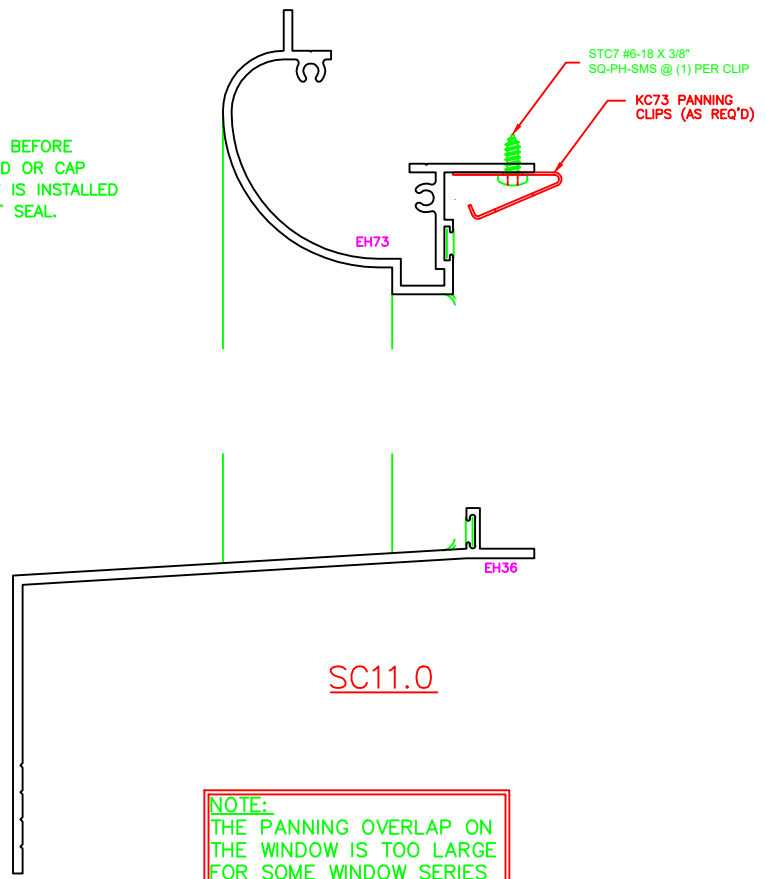 STC7 #6-18 X 3/8"
SQ-PH-SMS @ (1) PER CLIP
KC73 PANNING
CLIPS (AS REQ'D)
BEFORE
D OR CAP
IS INSTALLED
SEAL.
EH73
EH36
SC11.0
NOTE:
THE PANNING OVERLAP ON
THE WINDOW IS TOO LARGE
FOR SOME WINDOW SERIES